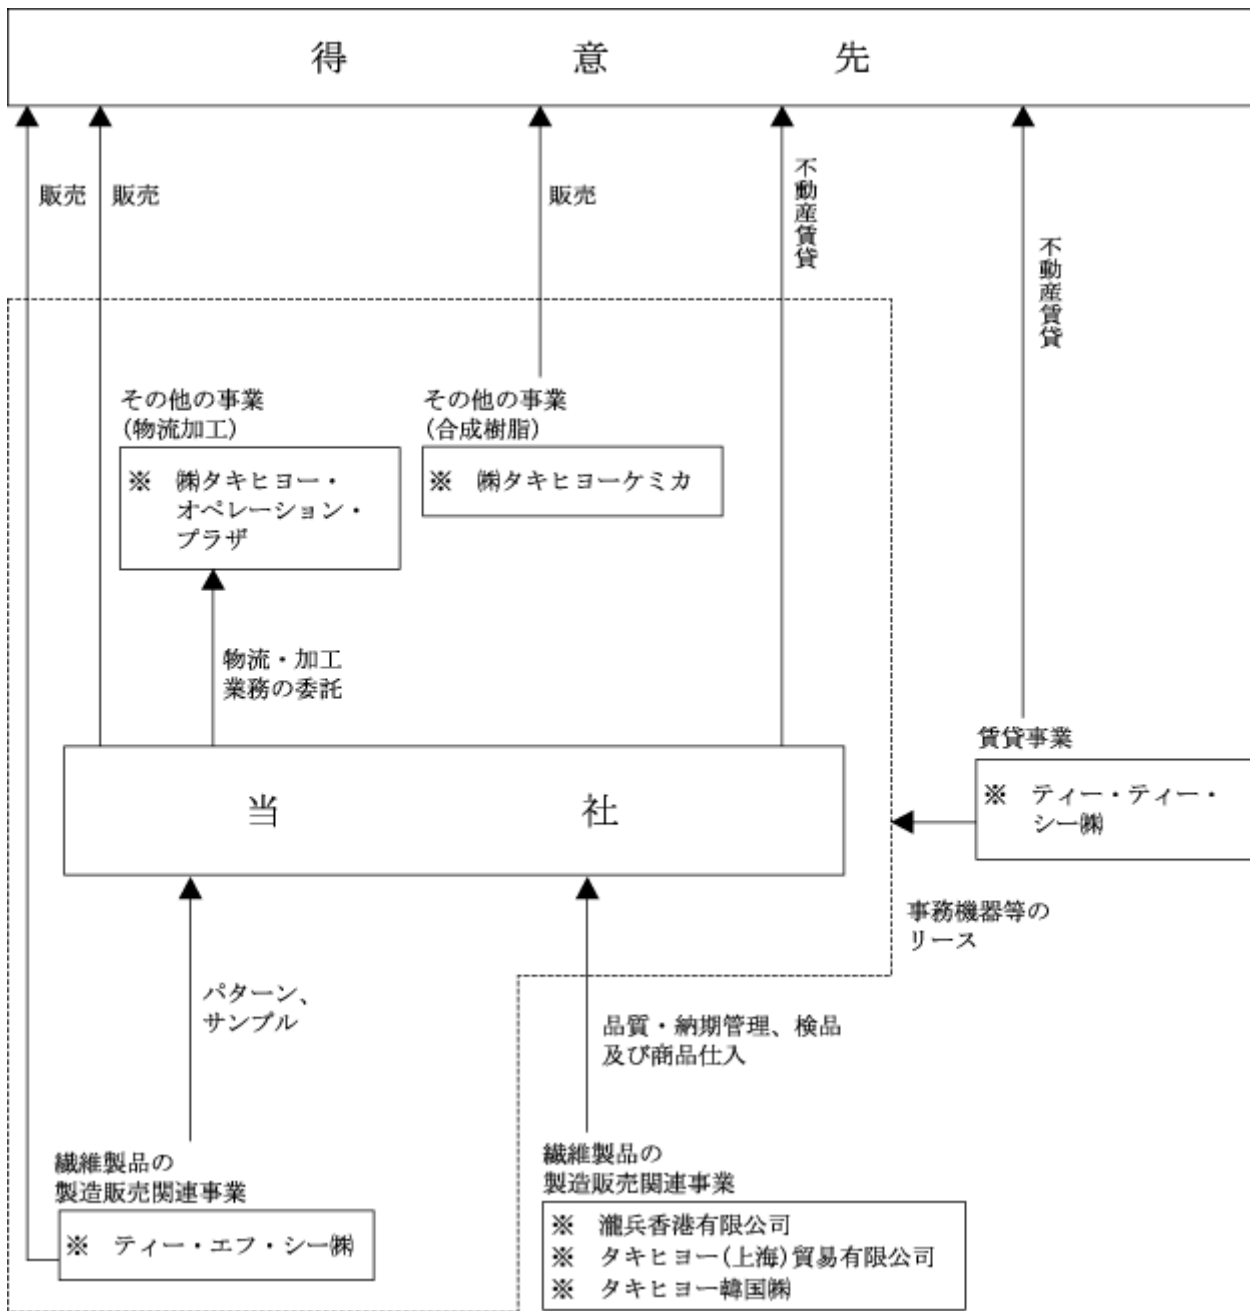 得意先
販売
販売
販売
不動産賃貸
不動産賃貸
その他の事業
(物流加工)
※ ㈱タキヒヨー・
オペレーション・
プラザ
その他の事業
(合成樹脂)
※ ㈱タキヒヨーケミカ
物流・加工
業務の委託
賃貸事業
※ ティー・ティー・
シー㈱
当社
事務機器等の
リース
パターン、
サンプル
品質・納期管理、検品
及び商品仕入
繊維製品の
製造販売関連事業
※ ティー・エフ・シー㈱
繊維製品の
製造販売関連事業
※ 瀧兵香港有限公司
※ タキヒヨー(上海)貿易有限公司
※ タキヒヨー韓国㈱